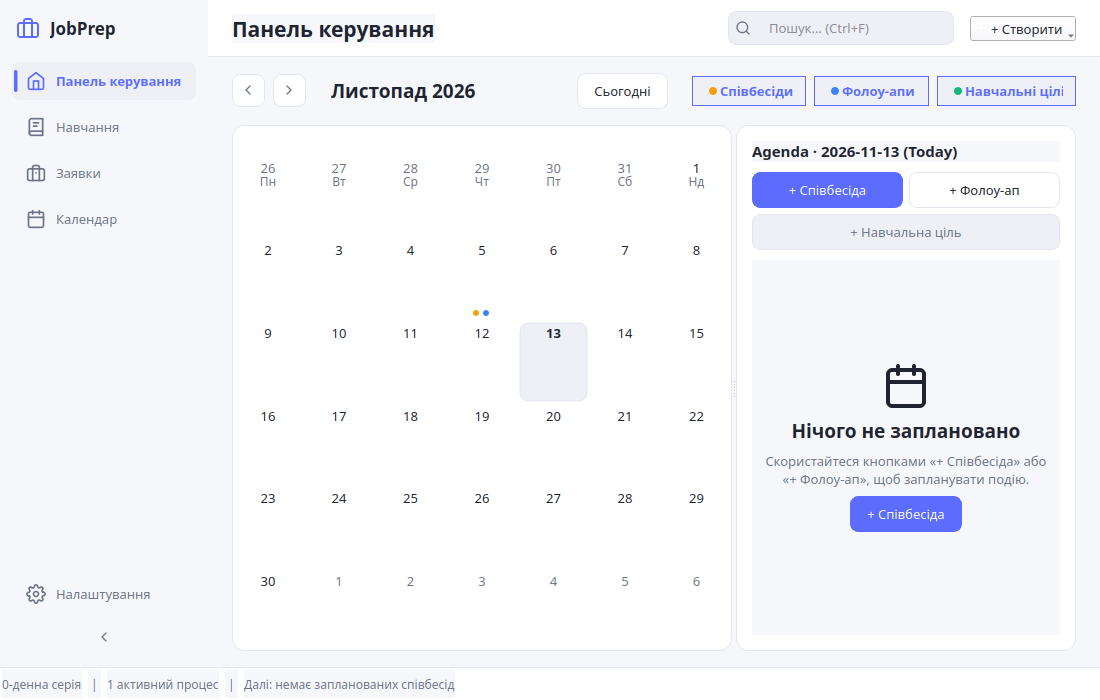 JobPrep
Панель керування
Навчання
Заявки
Календар
Налаштування
Панель керування
Пошук... (Ctrl+F)
+ Створити
Листопад 2026
Сьогодні
Співбесіди
Фолоу-апи
Навчальні цілі
26 27 28 29 30 31 1
Пн Вт Ср Чт Пт Сб Нд
2 3 4 5 6 7 8
9 10 11 12 13 14 15
16 17 18 19 20 21 22
23 24 25 26 27 28 29
30 1 2 3 4 5 6
Agenda · 2026-11-13 (Today)
+ Співбесіда
+ Фолоу-ап
+ Навчальна ціль
Нічого не заплановано
Скористайтеся кнопками «+ Співбесіда» або
«+ Фолоу-ап», щоб запланувати подію.
+ Співбесіда
0-денна серія | 1 активний процес | Далі: немає запланованих співбесід